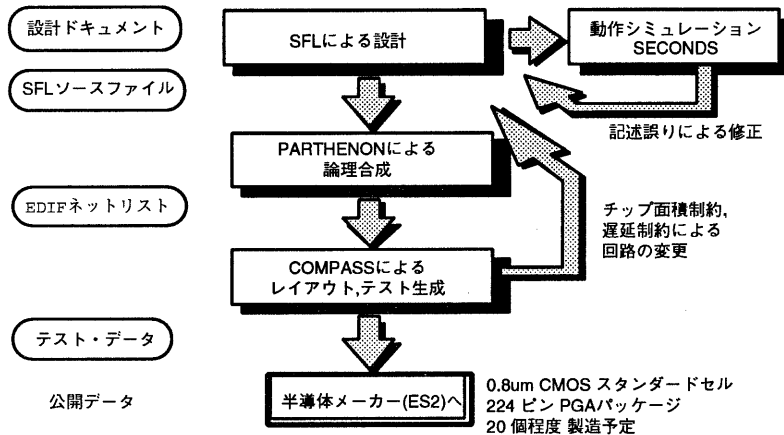 設計ドキュメント
SFLによる設計
動作シミュレーション
SECONDS
SFLソースファイル
記述誤りによる修正
PARTHENONによる
論理合成
EDIFネットリスト
チップ面積制約,
遅延制約による
回路の変更
COMPASSによる
レイアウト,テスト生成
テスト・データ
公開データ
半導体メーカー(ES2)へ
0.8um CMOS スタンダードセル
224 ピン PGAパッケージ
20 個程度 製造予定